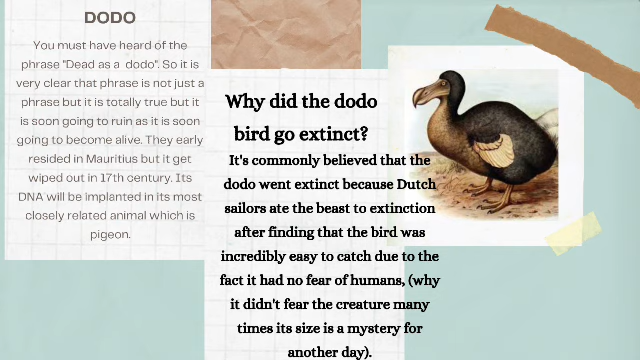 DODO
You must have heard of the
phrase "Dead as a dodo". So it is
very clear that phrase is not just a
phrase but it is totally true but it
is soon going to ruin as it is soon
going to become alive. They early
resided in Mauritius but it get
wiped out in 17th century. Its
DNA will be implanted in its most
closely related animal which is
pigeon.
Why did the dodo
bird go extinct?
It's commonly believed that the
dodo went extinct because Dutch
sailors ate the beast to extinction
after finding that the bird was
incredibly easy to catch due to the
fact it had no fear of humans, (why
it didn't fear the creature many
times its size is a mystery for
another day).